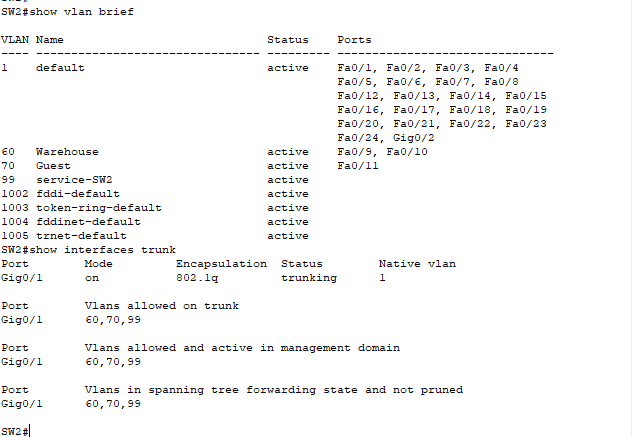 SW2#show vlan brief
VLAN Name Status Ports
---- -------------------------------- --------- -------------------------------
1 default active Fa0/1, Fa0/2, Fa0/3, Fa0/4
Fa0/5, Fa0/6, Fa0/7, Fa0/8
Fa0/12, Fa0/13, Fa0/14, Fa0/15
Fa0/16, Fa0/17, Fa0/18, Fa0/19
Fa0/20, Fa0/21, Fa0/22, Fa0/23
Fa0/24, Gig0/2
60 Warehouse active Fa0/9, Fa0/10
70 Guest active Fa0/11
99 service-SW2 active
1002 fddi-default active
1003 token-ring-default active
1004 fddinet-default active
1005 trnet-default active
SW2#show interfaces trunk
Port Mode Encapsulation Status Native vlan
Gig0/1 on 802.1q trunking 1
Port Vlans allowed on trunk
Gig0/1 60,70,99
Port Vlans allowed and active in management domain
Gig0/1 60,70,99
Port Vlans in spanning tree forwarding state and not pruned
Gig0/1 60,70,99
SW2#